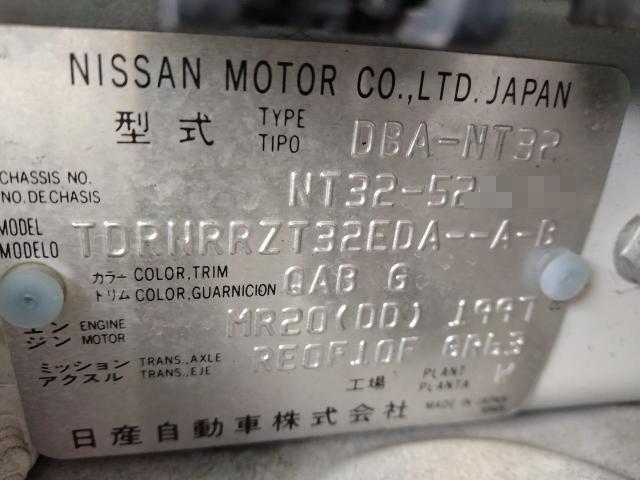 NISSAN MOTOR CO.,LTD. JAPAN
型式 TYPE TIPO DBA-NT32
CHASSIS NO. NO. DE CHASIS NT32-52
MODEL MODELO TDRNRRZT32EDA--A-B
カラー トリム COLOR,TRIM COLOR,GUARNICION QAB G
エンジン ENGINE MOTOR MR20(DD) 1997
ミッション アクスル TRANS.,AXLE TRANS.,EJE RE0F10F GR63
工場 PLANT PLANTA
日産自動車株式会社 MADE IN JAPAN